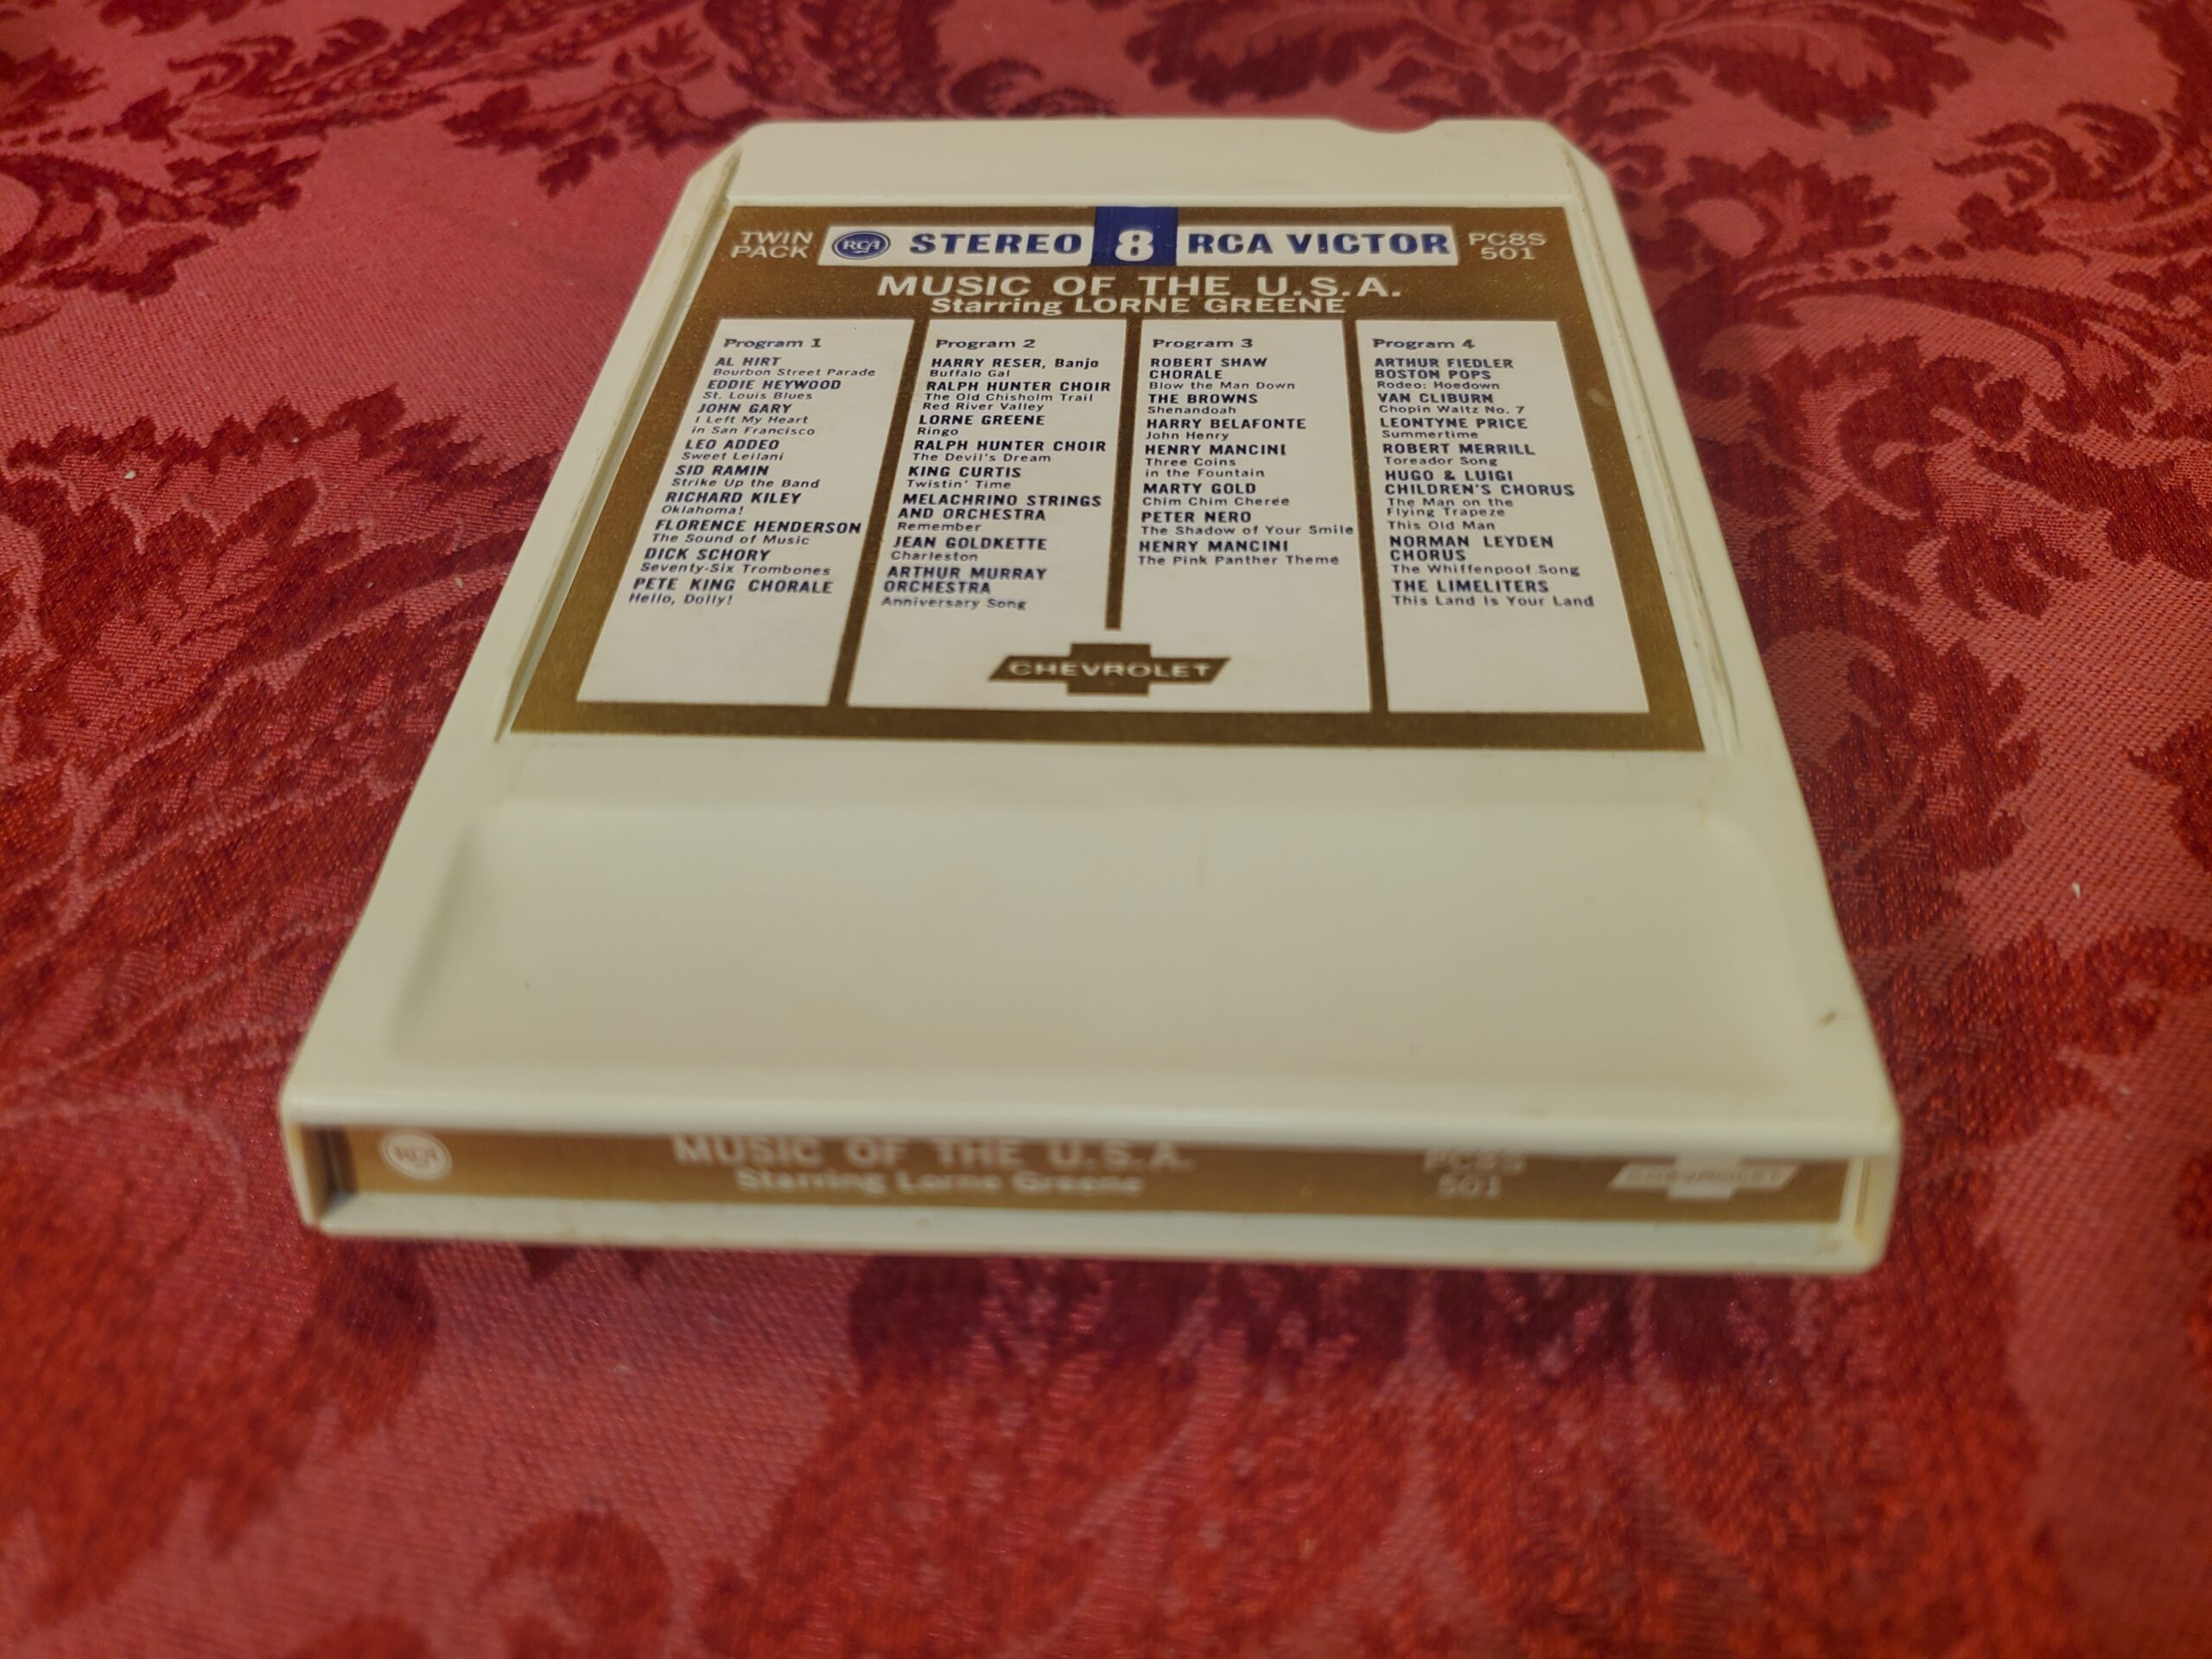 TWIN
PACK
RCA
STEREO 8 RCA VICTOR
PC8S
501
MUSIC OF THE U.S.A.
Starring LORNE GREENE
Program 1
AL HIRT
Bourbon Street Parade
EDDIE HEYWOOD
St. Louis Blues
JOHN GARY
I Left My Heart
in San Francisco
LEO ADDEO
Sweet Leilani
SID RAMIN
Strike Up the Band
RICHARD KILEY
Oklahoma!
FLORENCE HENDERSON
The Sound of Music
DICK SCHORY
Seventy-Six Trombones
PETE KING CHORALE
Hello, Dolly!
Program 2
HARRY RESER, Banjo
Buffalo Gal
RALPH HUNTER CHOIR
The Old Chisholm Trail
Red River Valley
LORNE GREENE
Ringo
RALPH HUNTER CHOIR
The Devil's Dream
KING CURTIS
Twistin' Time
MELACHRINO STRINGS
AND ORCHESTRA
Remember
JEAN GOLDKETTE
Charleston
ARTHUR MURRAY
ORCHESTRA
Anniversary Song
Program 3
ROBERT SHAW
CHORALE
Blow the Man Down
THE BROWNS
Shenandoah
HARRY BELAFONTE
John Henry
HENRY MANCINI
Three Coins
in the Fountain
MARTY GOLD
Chim Chim Cheree
PETER NERO
The Shadow of Your Smile
HENRY MANCINI
The Pink Panther Theme
Program 4
ARTHUR FIEDLER
BOSTON POPS
Rodeo: Hoedown
VAN CLIBURN
Chopin Waltz No. 7
LEONTYNE PRICE
Summertime
ROBERT MERRILL
Toreador Song
HUGO & LUIGI
CHILDREN'S CHORUS
The Man on the
Flying Trapeze
This Old Man
NORMAN LEYDEN
CHORUS
The Whiffenpoof Song
THE LIMELITERS
This Land Is Your Land
CHEVROLET
RCA
MUSIC OF THE U.S.A.
Starring Lorne Greene
PC8S
501
CHEVROLET